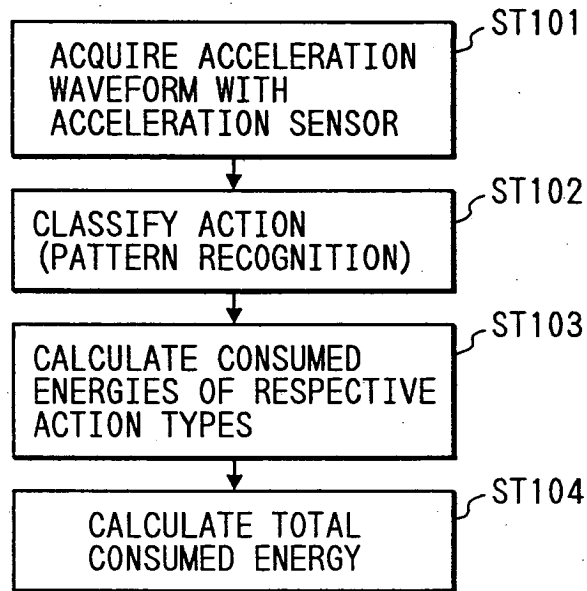 ST101
ACQUIRE ACCELERATION
WAVEFORM WITH
ACCELERATION SENSOR
ST102
CLASSIFY ACTION
(PATTERN RECOGNITION)
ST103
CALCULATE CONSUMED
ENERGIES OF RESPECTIVE
ACTION TYPES
ST104
CALCULATE TOTAL
CONSUMED ENERGY